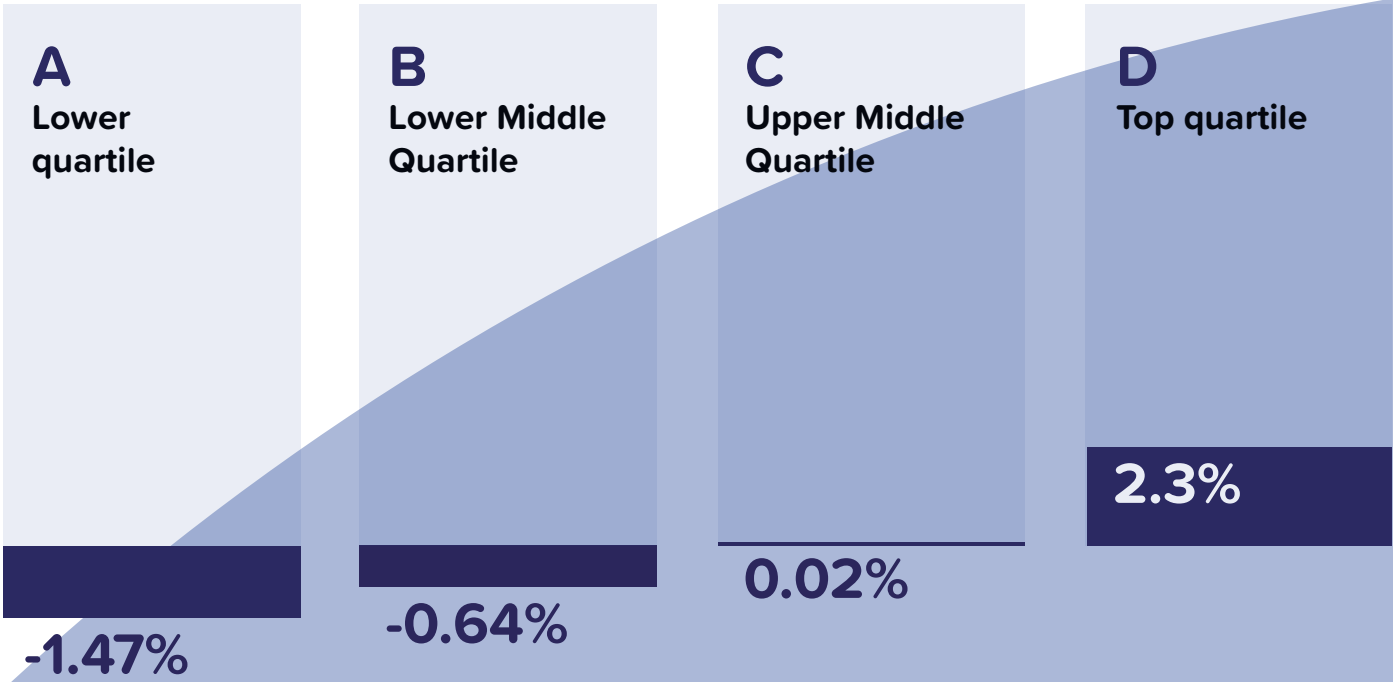 A
Lower
quartile
-1.47%
B
Lower Middle
Quartile
-0.64%
C
Upper Middle
Quartile
0.02%
D
Top quartile
2.3%